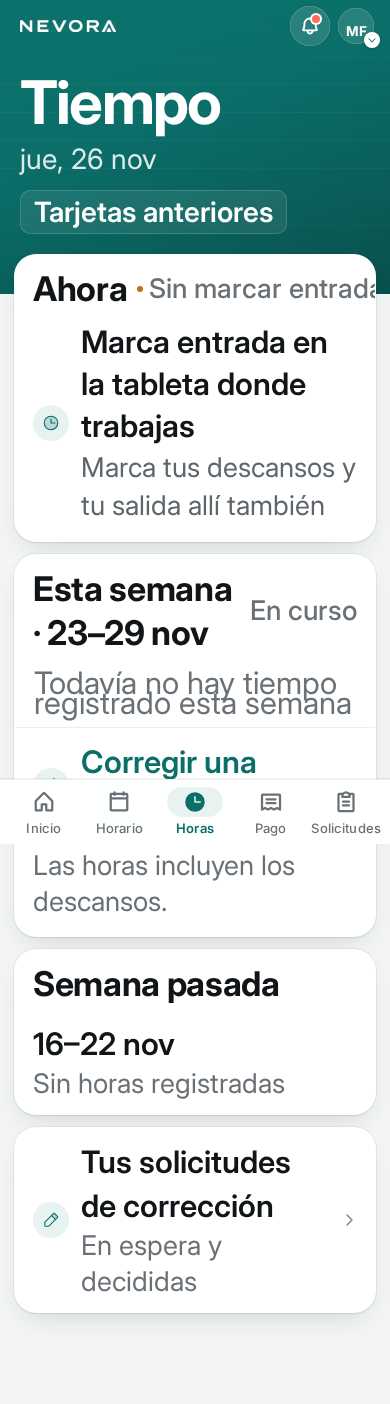 NEVORA
MF
Tiempo
jue, 26 nov
Tarjetas anteriores
Ahora · Sin marcar entrada
Marca entrada en
la tableta donde
trabajas
Marca tus descansos y
tu salida allí también
Esta semana
· 23–29 nov
En curso
Todavía no hay tiempo
registrado esta semana
Corregir una
Inicio
Horario
Horas
Pago
Solicitudes
Las horas incluyen los
descansos.
Semana pasada
16–22 nov
Sin horas registradas
Tus solicitudes
de corrección
En espera y
decididas